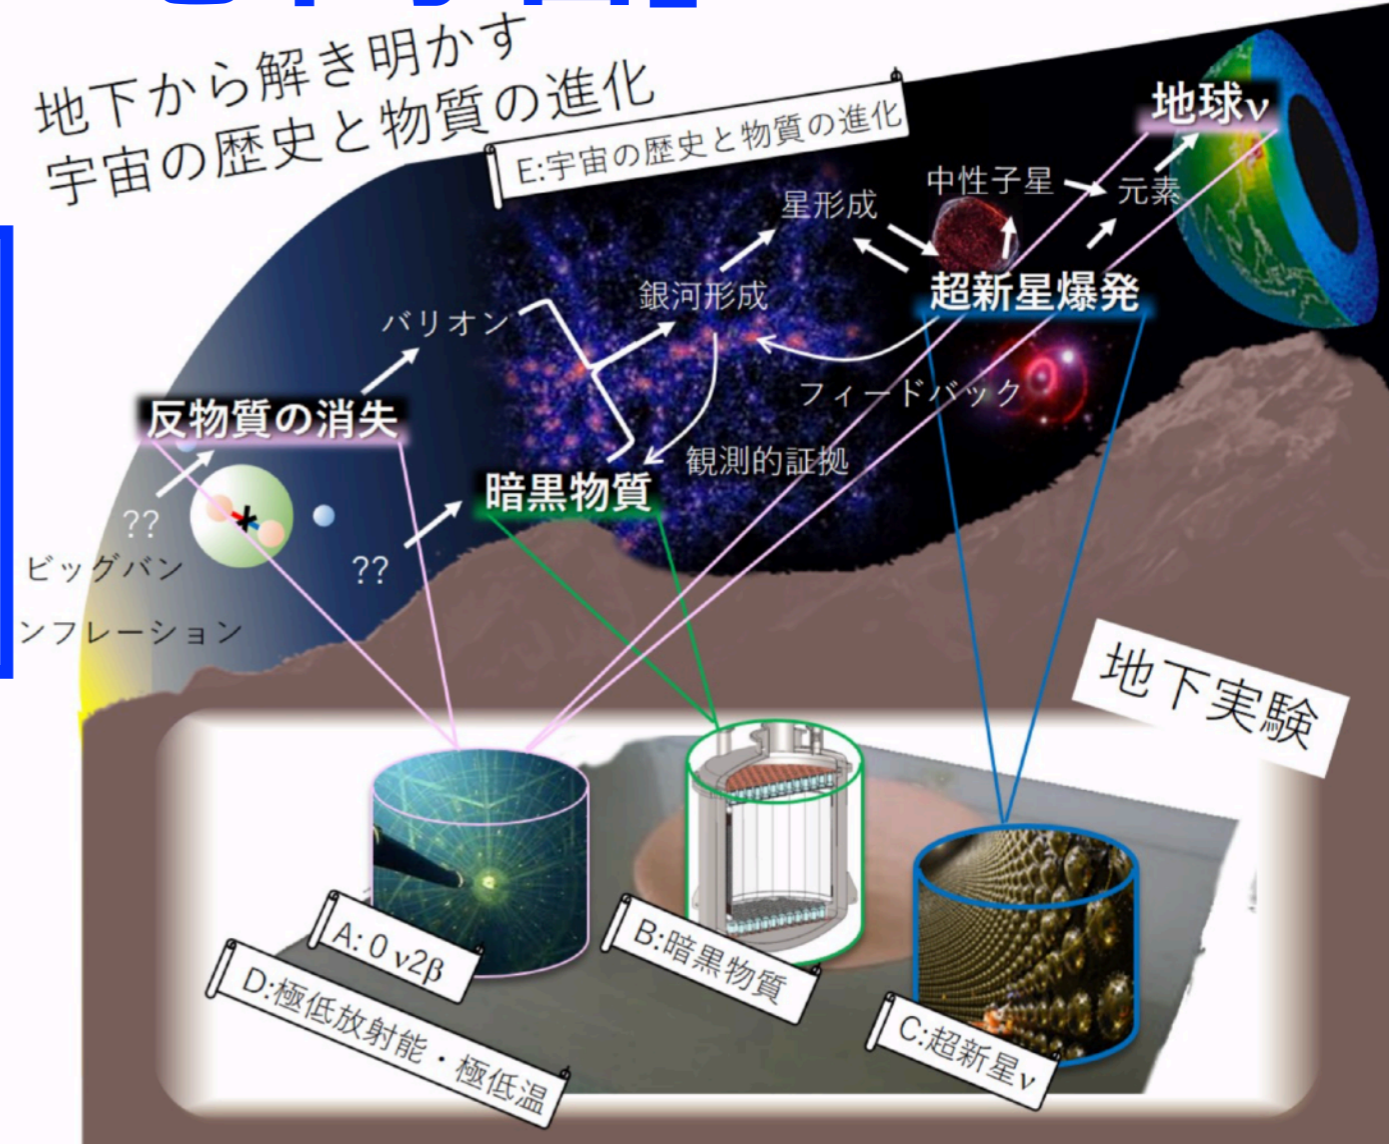 地下から解き明かす
宇宙の歴史と物質の進化
E:宇宙の歴史と物質の進化
地球ν
中性子星
元素
星形成
超新星爆発
銀河形成
バリオン
フィードバック
反物質の消失
観測的証拠
暗黒物質
??
??
ビッグバン
ンフレーション
地下実験
A: 0 ν2β
B:暗黒物質
C:超新星ν
D:極低放射能・極低温